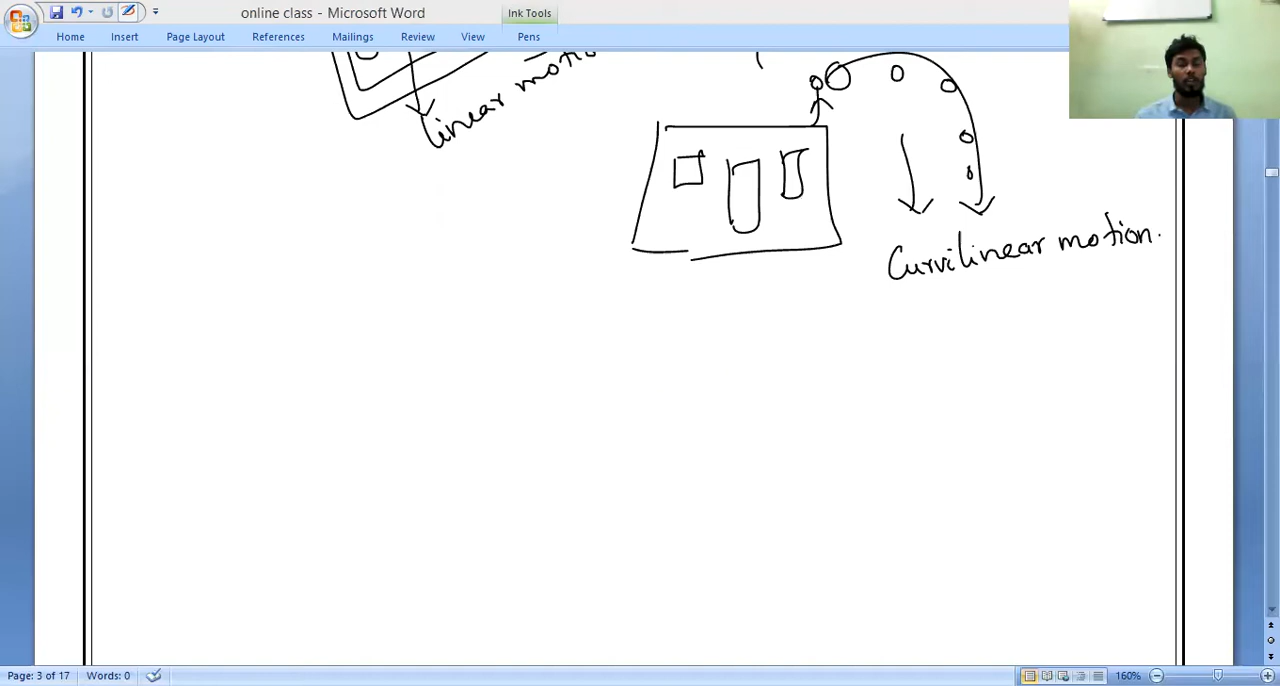 online class - Microsoft Word
Ink Tools
Home Insert Page Layout References Mailings Review View Pens
linear motion
Curvilinear motion.
Page: 3 of 17 Words: 0 160%